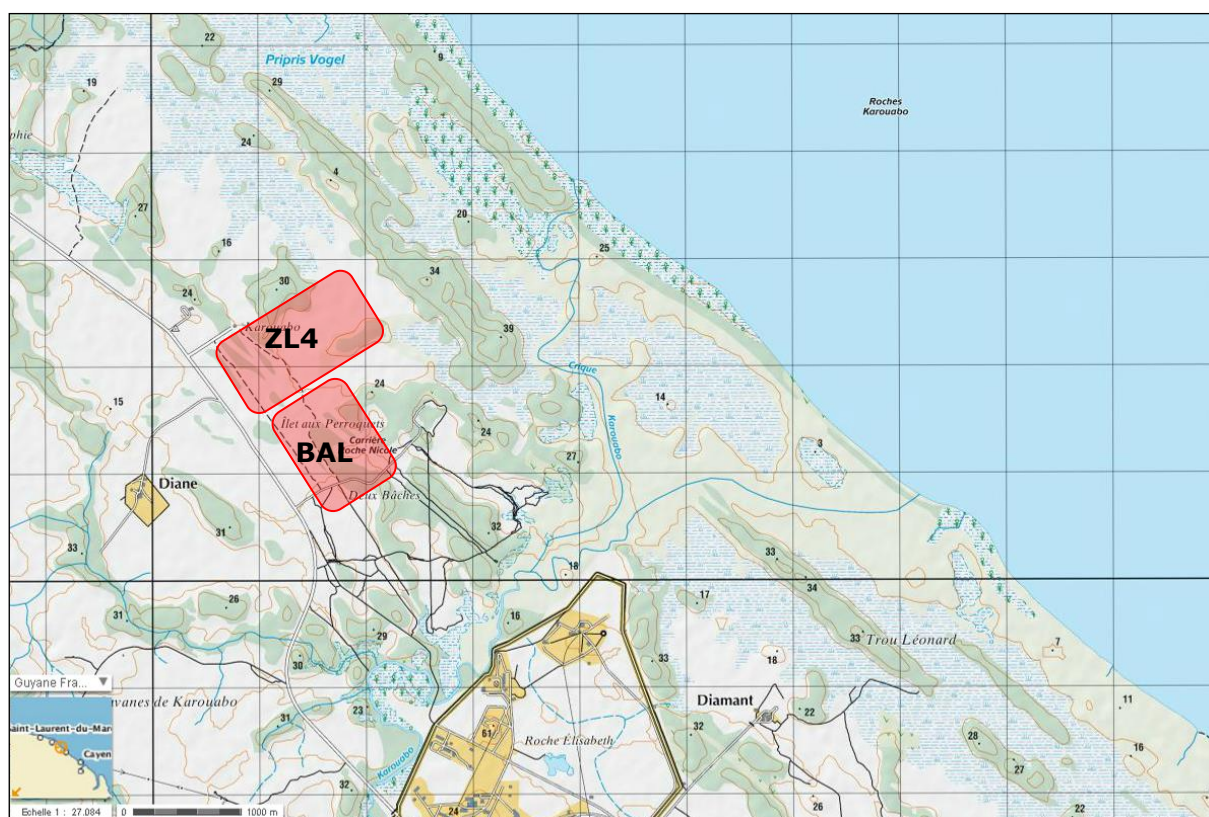 22
Pripris Vogel
9
29
19
Roches
Karouabo
24
phie
4
27
20
16
25
34
30
24
Karouabo
ZL4
39
Crique
24
15
14
Îlet aux Perroquets
Carrière
Roche Nicole
BAL
24
Karouabo
3
27
Diane
Deux Bâches
31
32
33
33
18
34
26
16
17
31
29
33
Trou Léonard
7
30
33
18
Guyane Fra...
vanes de Karouabo
Diamant
11
23
22
31
Saint-Laurent-du-Mar
61
32
28
Roche Élisabeth
16
Cayen
27
Karouabo
32
24
26
22
Echelle 1 : 27.084
0
1000 m